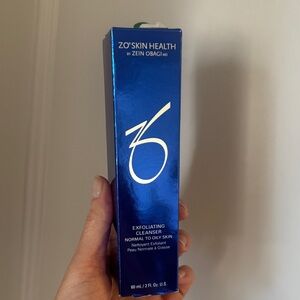 ZO® SKIN HEALTH
BY ZEIN OBAGI MD
EXFOLIATING
CLEANSER
NORMAL TO OILY SKIN
Nettoyant Exfoliant
Peau Normale à Grasse
60 mL / 2 Fl. Oz. U.S.